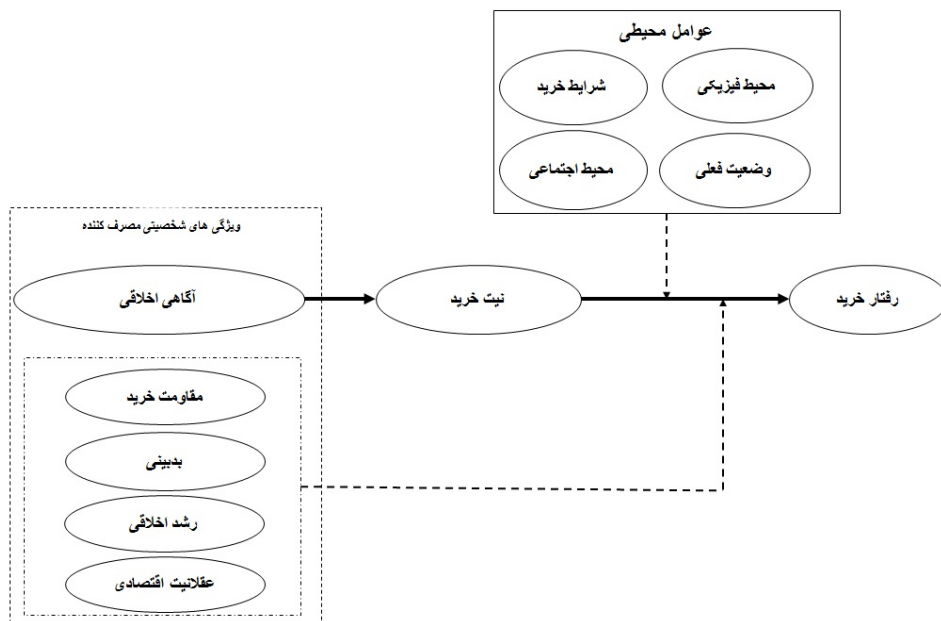 عوامل محیطی
محیط فیزیکی
شرایط خرید
وضعیت فعلی
محیط اجتماعی
ویژگی های شخصیتی مصرف کننده
آگاهی اخلاقی
نیت خرید
رفتار خرید
مقاومت خرید
بدبینی
رشد اخلاقی
عقلانیت اقتصادی